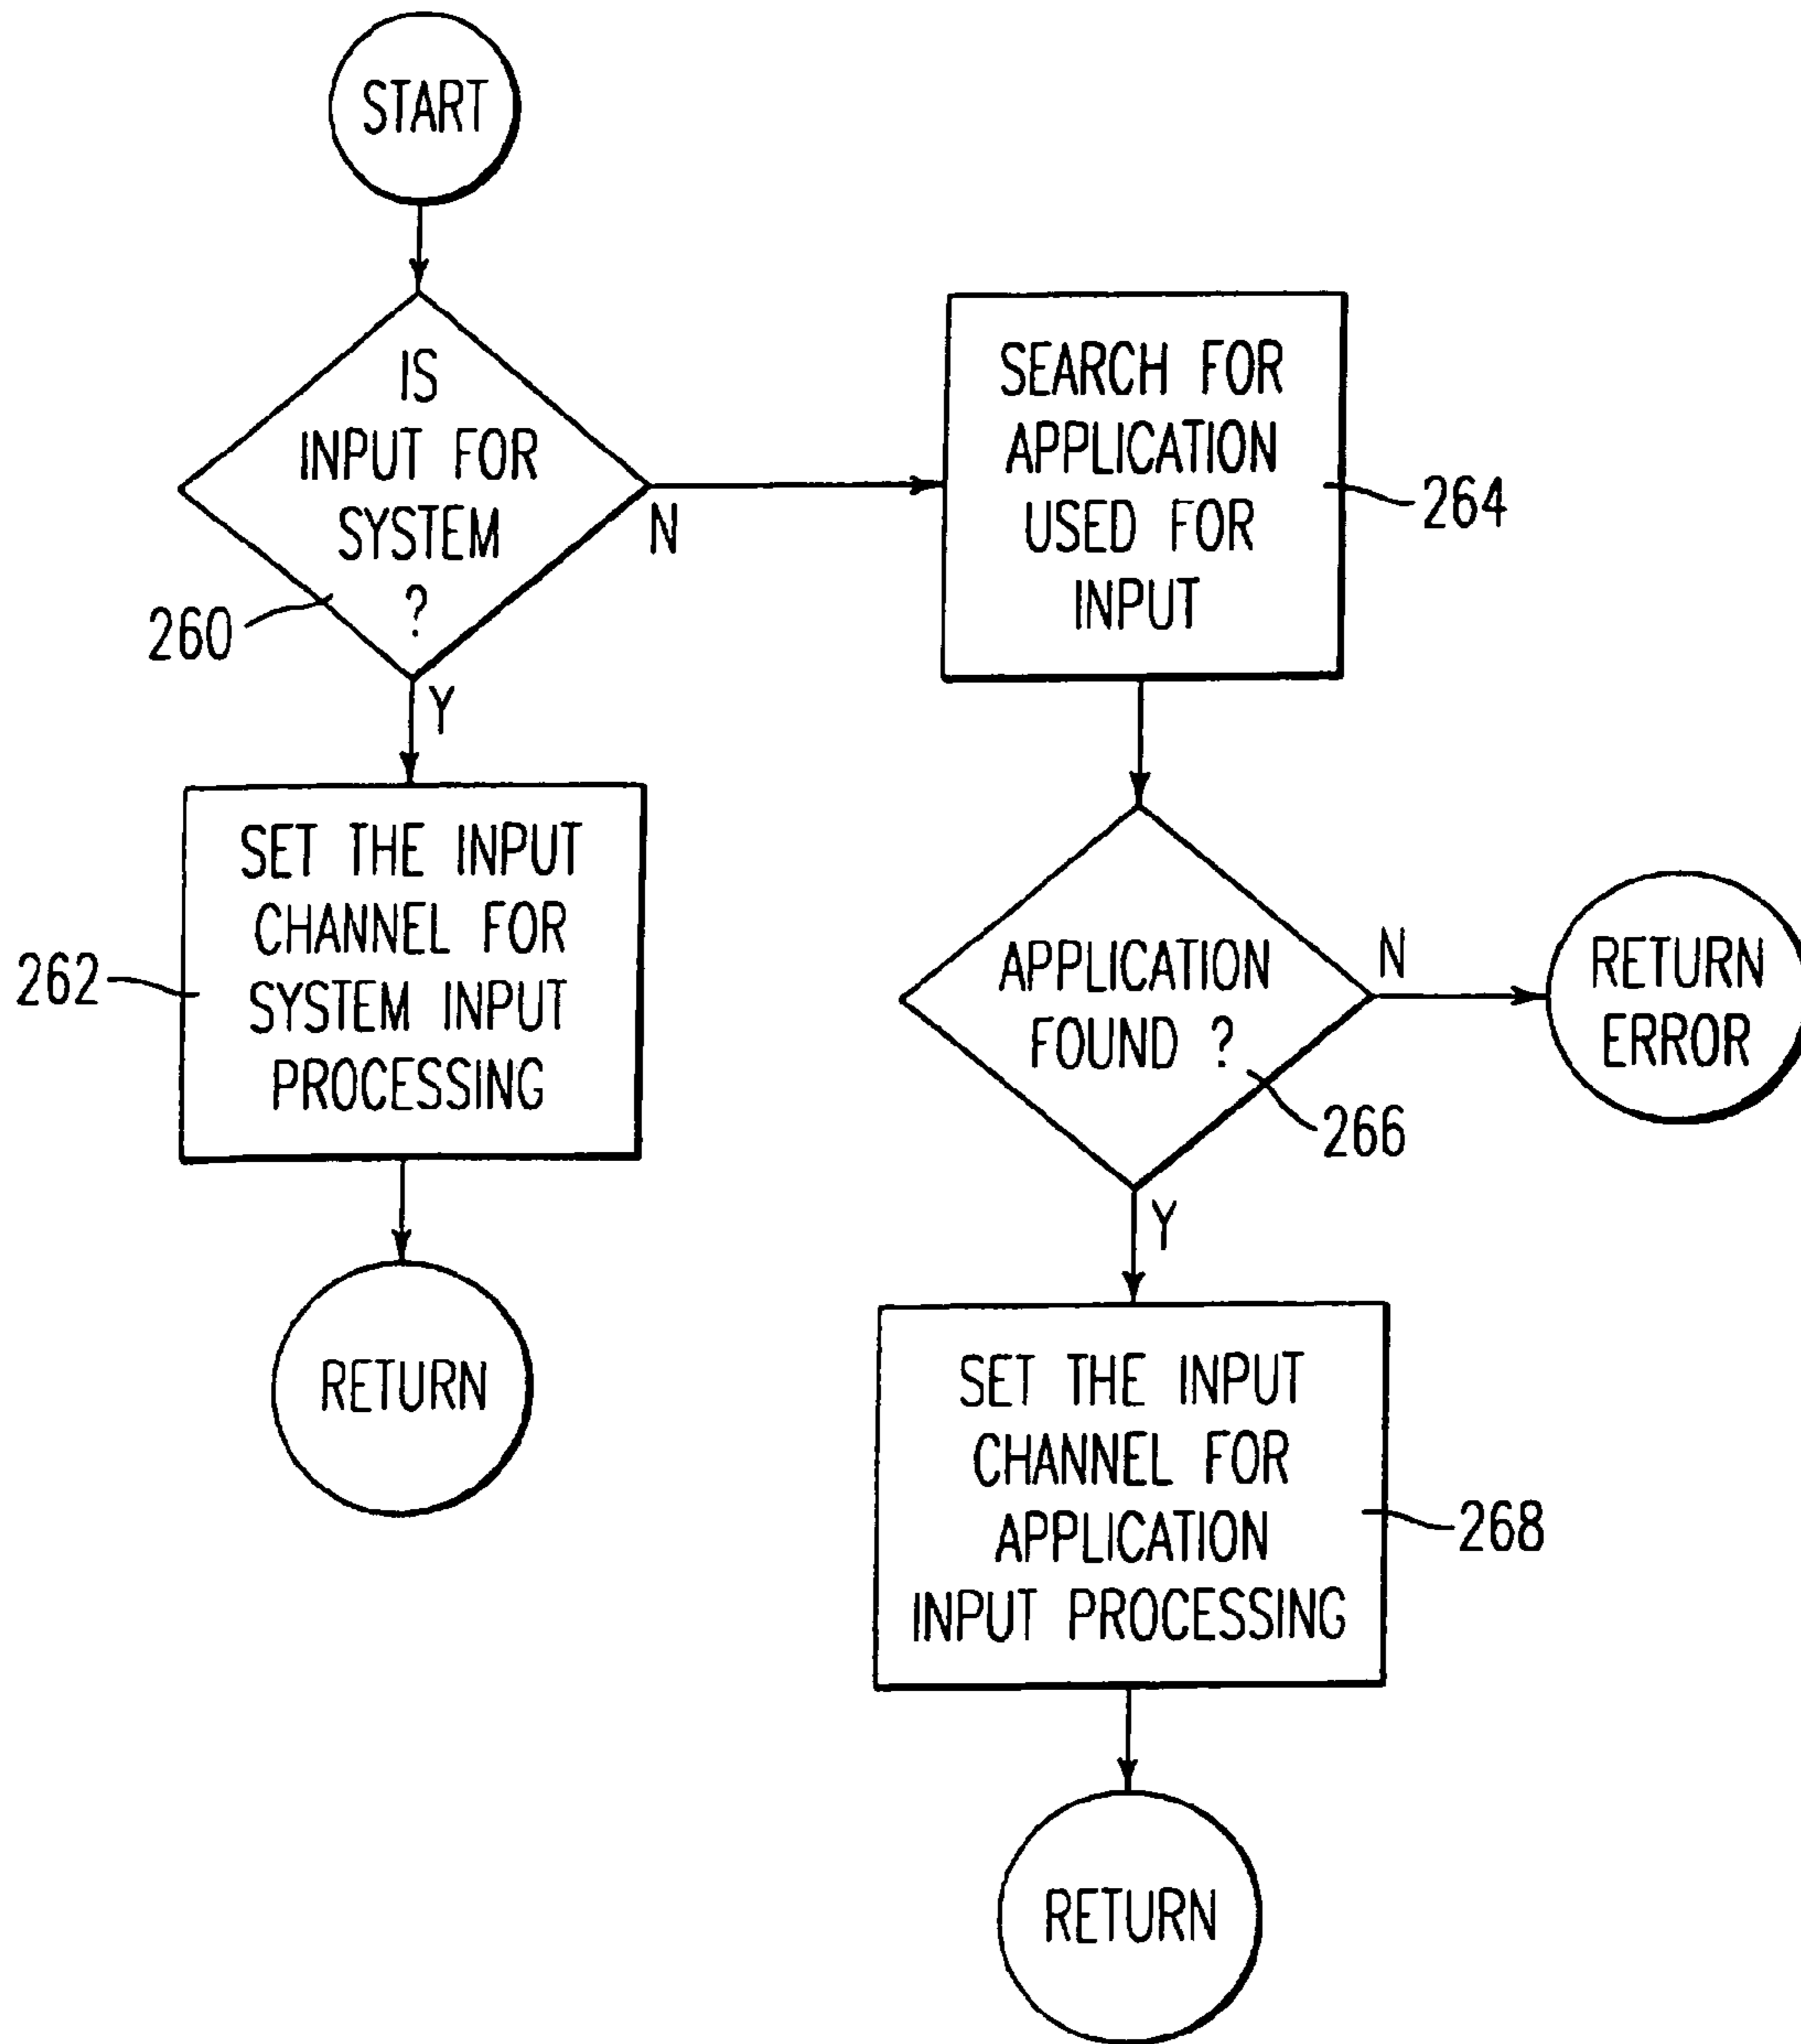 START
IS
INPUT FOR
SYSTEM
?
260
N
Y
SET THE INPUT
CHANNEL FOR
SYSTEM INPUT
PROCESSING
262
RETURN
SEARCH FOR
APPLICATION
USED FOR
INPUT
264
APPLICATION
FOUND ?
266
N
RETURN
ERROR
Y
SET THE INPUT
CHANNEL FOR
APPLICATION
INPUT PROCESSING
268
RETURN